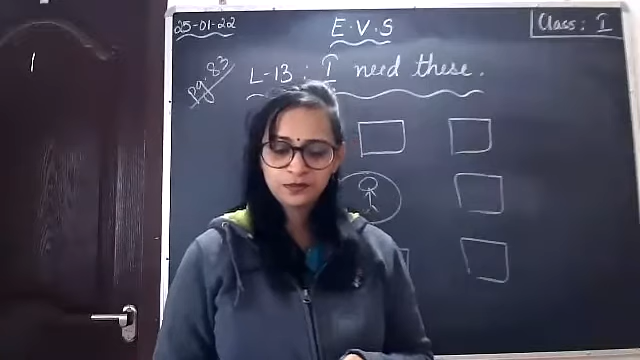 25-01-22
E.V.S
Class: I
pg. 83
L-13 : I need these.